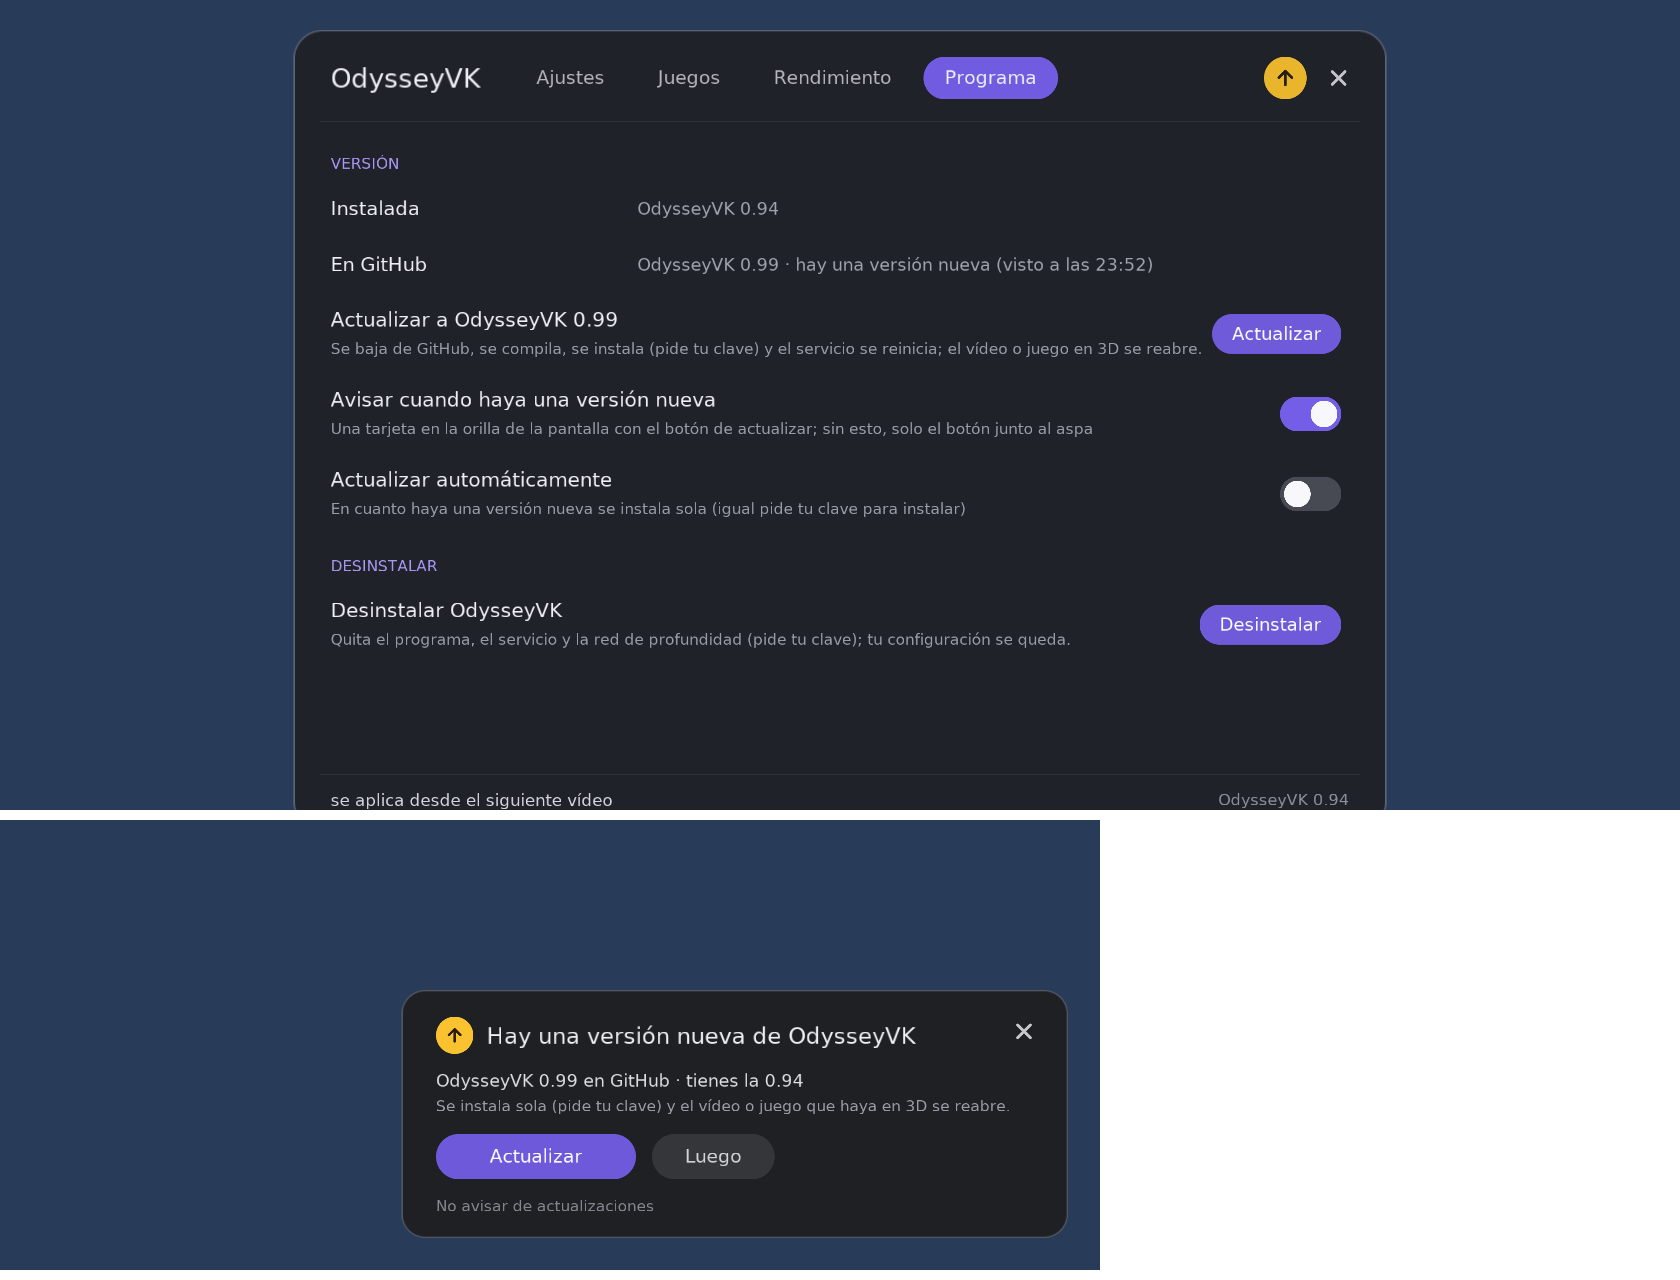 OdysseyVK Ajustes Juegos Rendimiento Programa
VERSIÓN
Instalada OdysseyVK 0.94
En GitHub OdysseyVK 0.99 · hay una versión nueva (visto a las 23:52)
Actualizar a OdysseyVK 0.99
Se baja de GitHub, se compila, se instala (pide tu clave) y el servicio se reinicia; el vídeo o juego en 3D se reabre.
Actualizar
Avisar cuando haya una versión nueva
Una tarjeta en la orilla de la pantalla con el botón de actualizar; sin esto, solo el botón junto al aspa
Actualizar automáticamente
En cuanto haya una versión nueva se instala sola (igual pide tu clave para instalar)
DESINSTALAR
Desinstalar OdysseyVK
Quita el programa, el servicio y la red de profundidad (pide tu clave); tu configuración se queda.
Desinstalar
se aplica desde el siguiente vídeo OdysseyVK 0.94
Hay una versión nueva de OdysseyVK
OdysseyVK 0.99 en GitHub · tienes la 0.94
Se instala sola (pide tu clave) y el vídeo o juego que haya en 3D se reabre.
Actualizar Luego
No avisar de actualizaciones